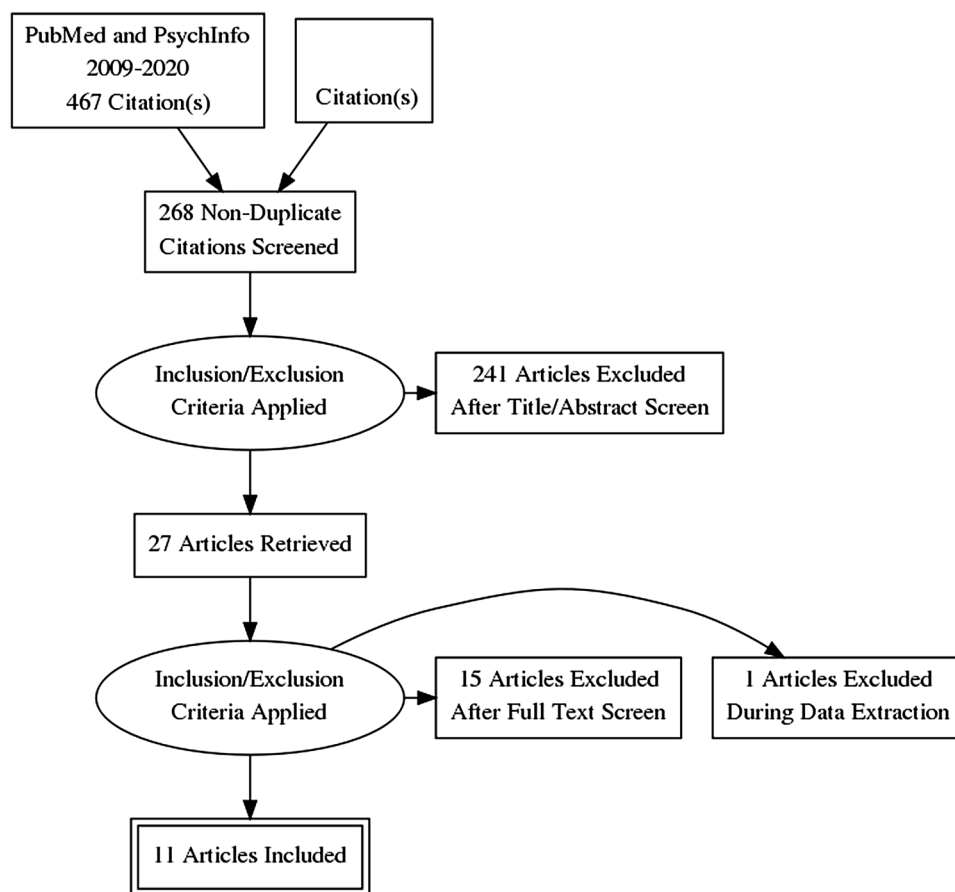 PubMed and PsychInfo
2009-2020
467 Citation(s)
Citation(s)
268 Non-Duplicate
Citations Screened
Inclusion/Exclusion
Criteria Applied
241 Articles Excluded
After Title/Abstract Screen
27 Articles Retrieved
Inclusion/Exclusion
Criteria Applied
15 Articles Excluded
After Full Text Screen
1 Articles Excluded
During Data Extraction
11 Articles Included